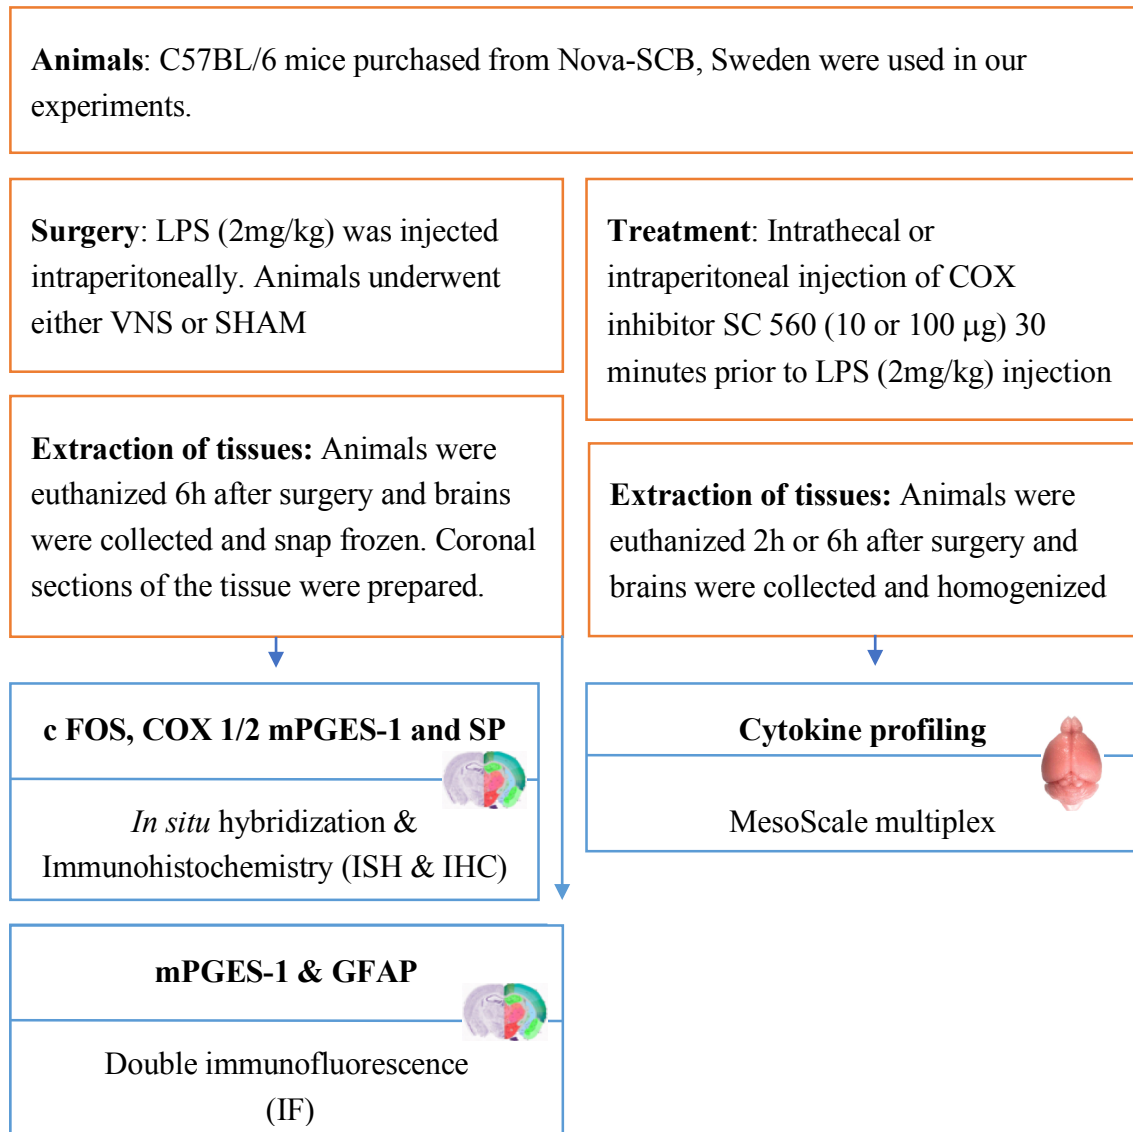 Animals: C57BL/6 mice purchased from Nova-SCB, Sweden were used in our
experiments.
Surgery: LPS (2mg/kg) was injected
intraperitoneally. Animals underwent
either VNS or SHAM
Treatment: Intrathecal or
intraperitoneal injection of COX
inhibitor SC 560 (10 or 100 μg) 30
minutes prior to LPS (2mg/kg) injection
Extraction of tissues: Animals were
euthanized 6h after surgery and brains
were collected and snap frozen. Coronal
sections of the tissue were prepared.
Extraction of tissues: Animals were
euthanized 2h or 6h after surgery and
brains were collected and homogenized
c FOS, COX 1/2 mPGES-1 and SP
In situ hybridization &
Immunohistochemistry (ISH & IHC)
Cytokine profiling
MesoScale multiplex
mPGES-1 & GFAP
Double immunofluorescence
(IF)